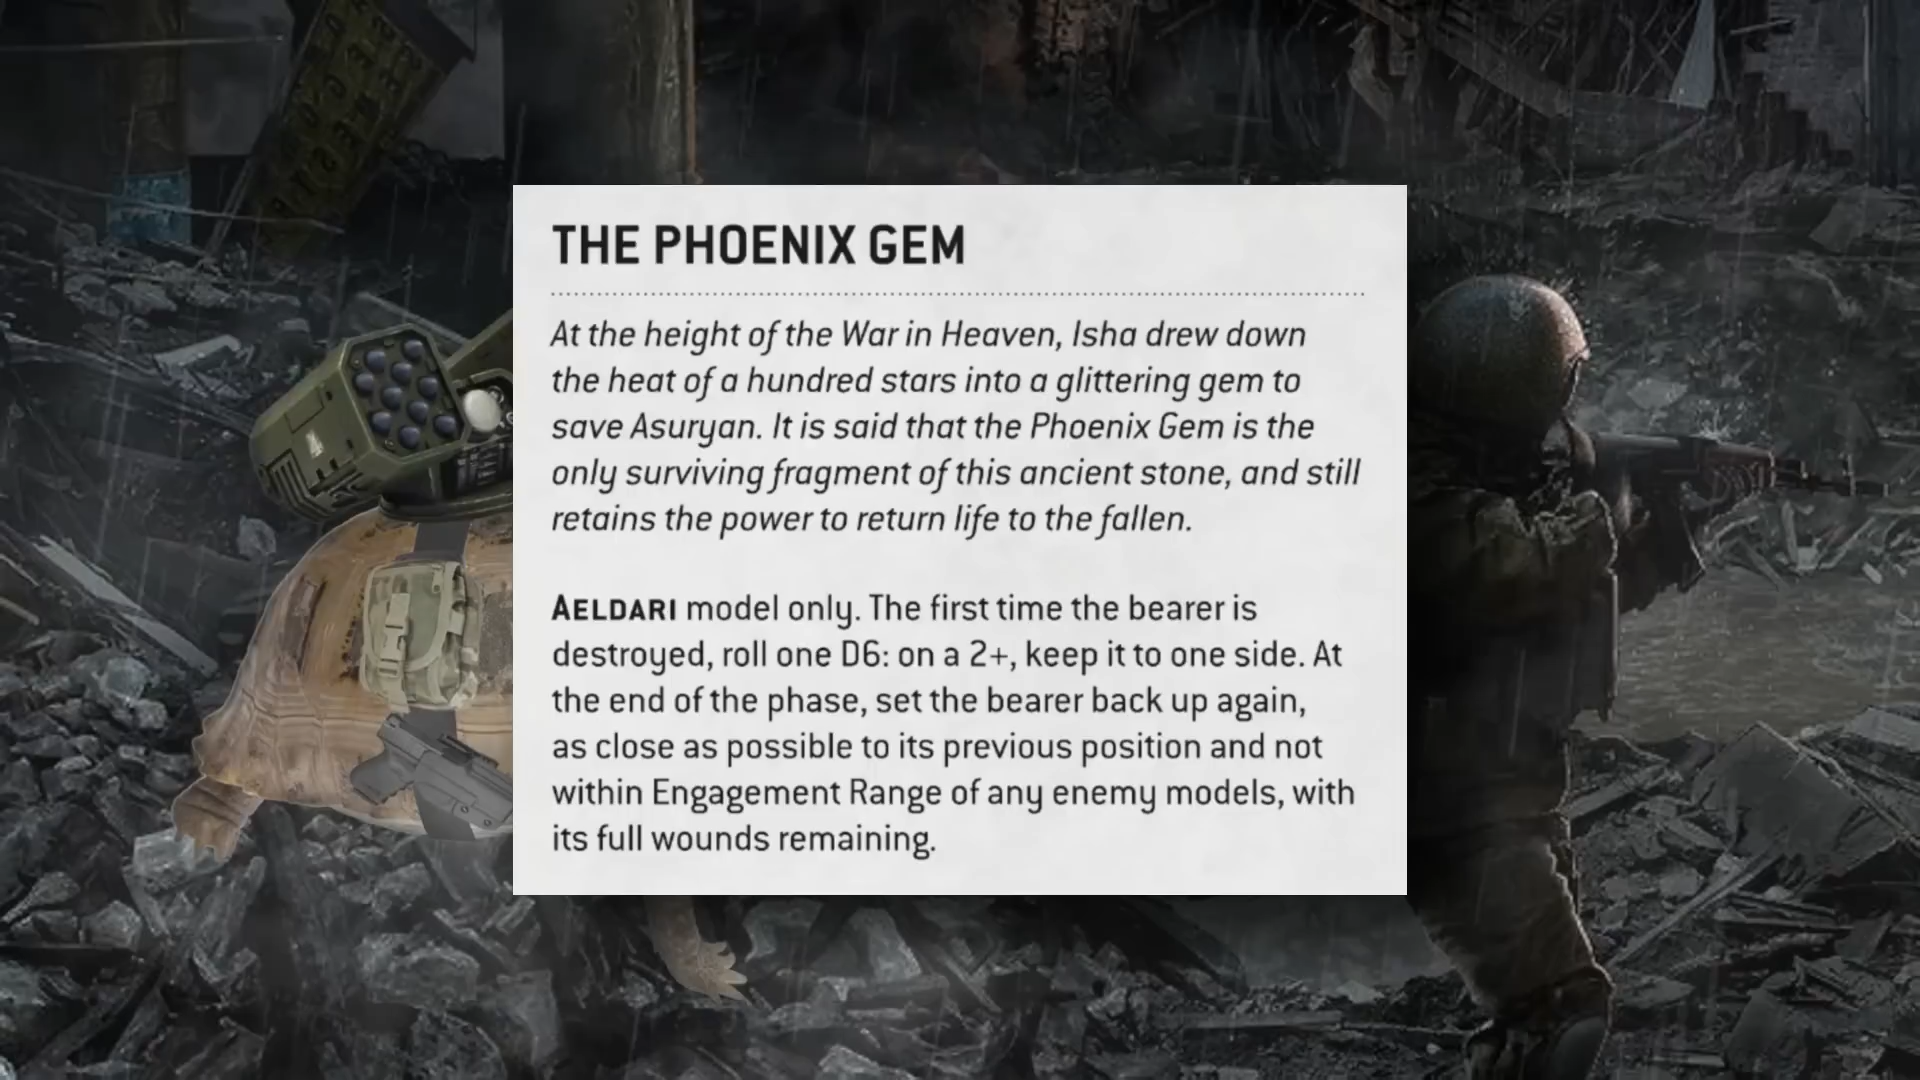 THE PHOENIX GEM
At the height of the War in Heaven, Isha drew down
the heat of a hundred stars into a glittering gem to
save Asuryan. It is said that the Phoenix Gem is the
only surviving fragment of this ancient stone, and still
retains the power to return life to the fallen.
AELDARI model only. The first time the bearer is
destroyed, roll one D6: on a 2+, keep it to one side. At
the end of the phase, set the bearer back up again,
as close as possible to its previous position and not
within Engagement Range of any enemy models, with
its full wounds remaining.